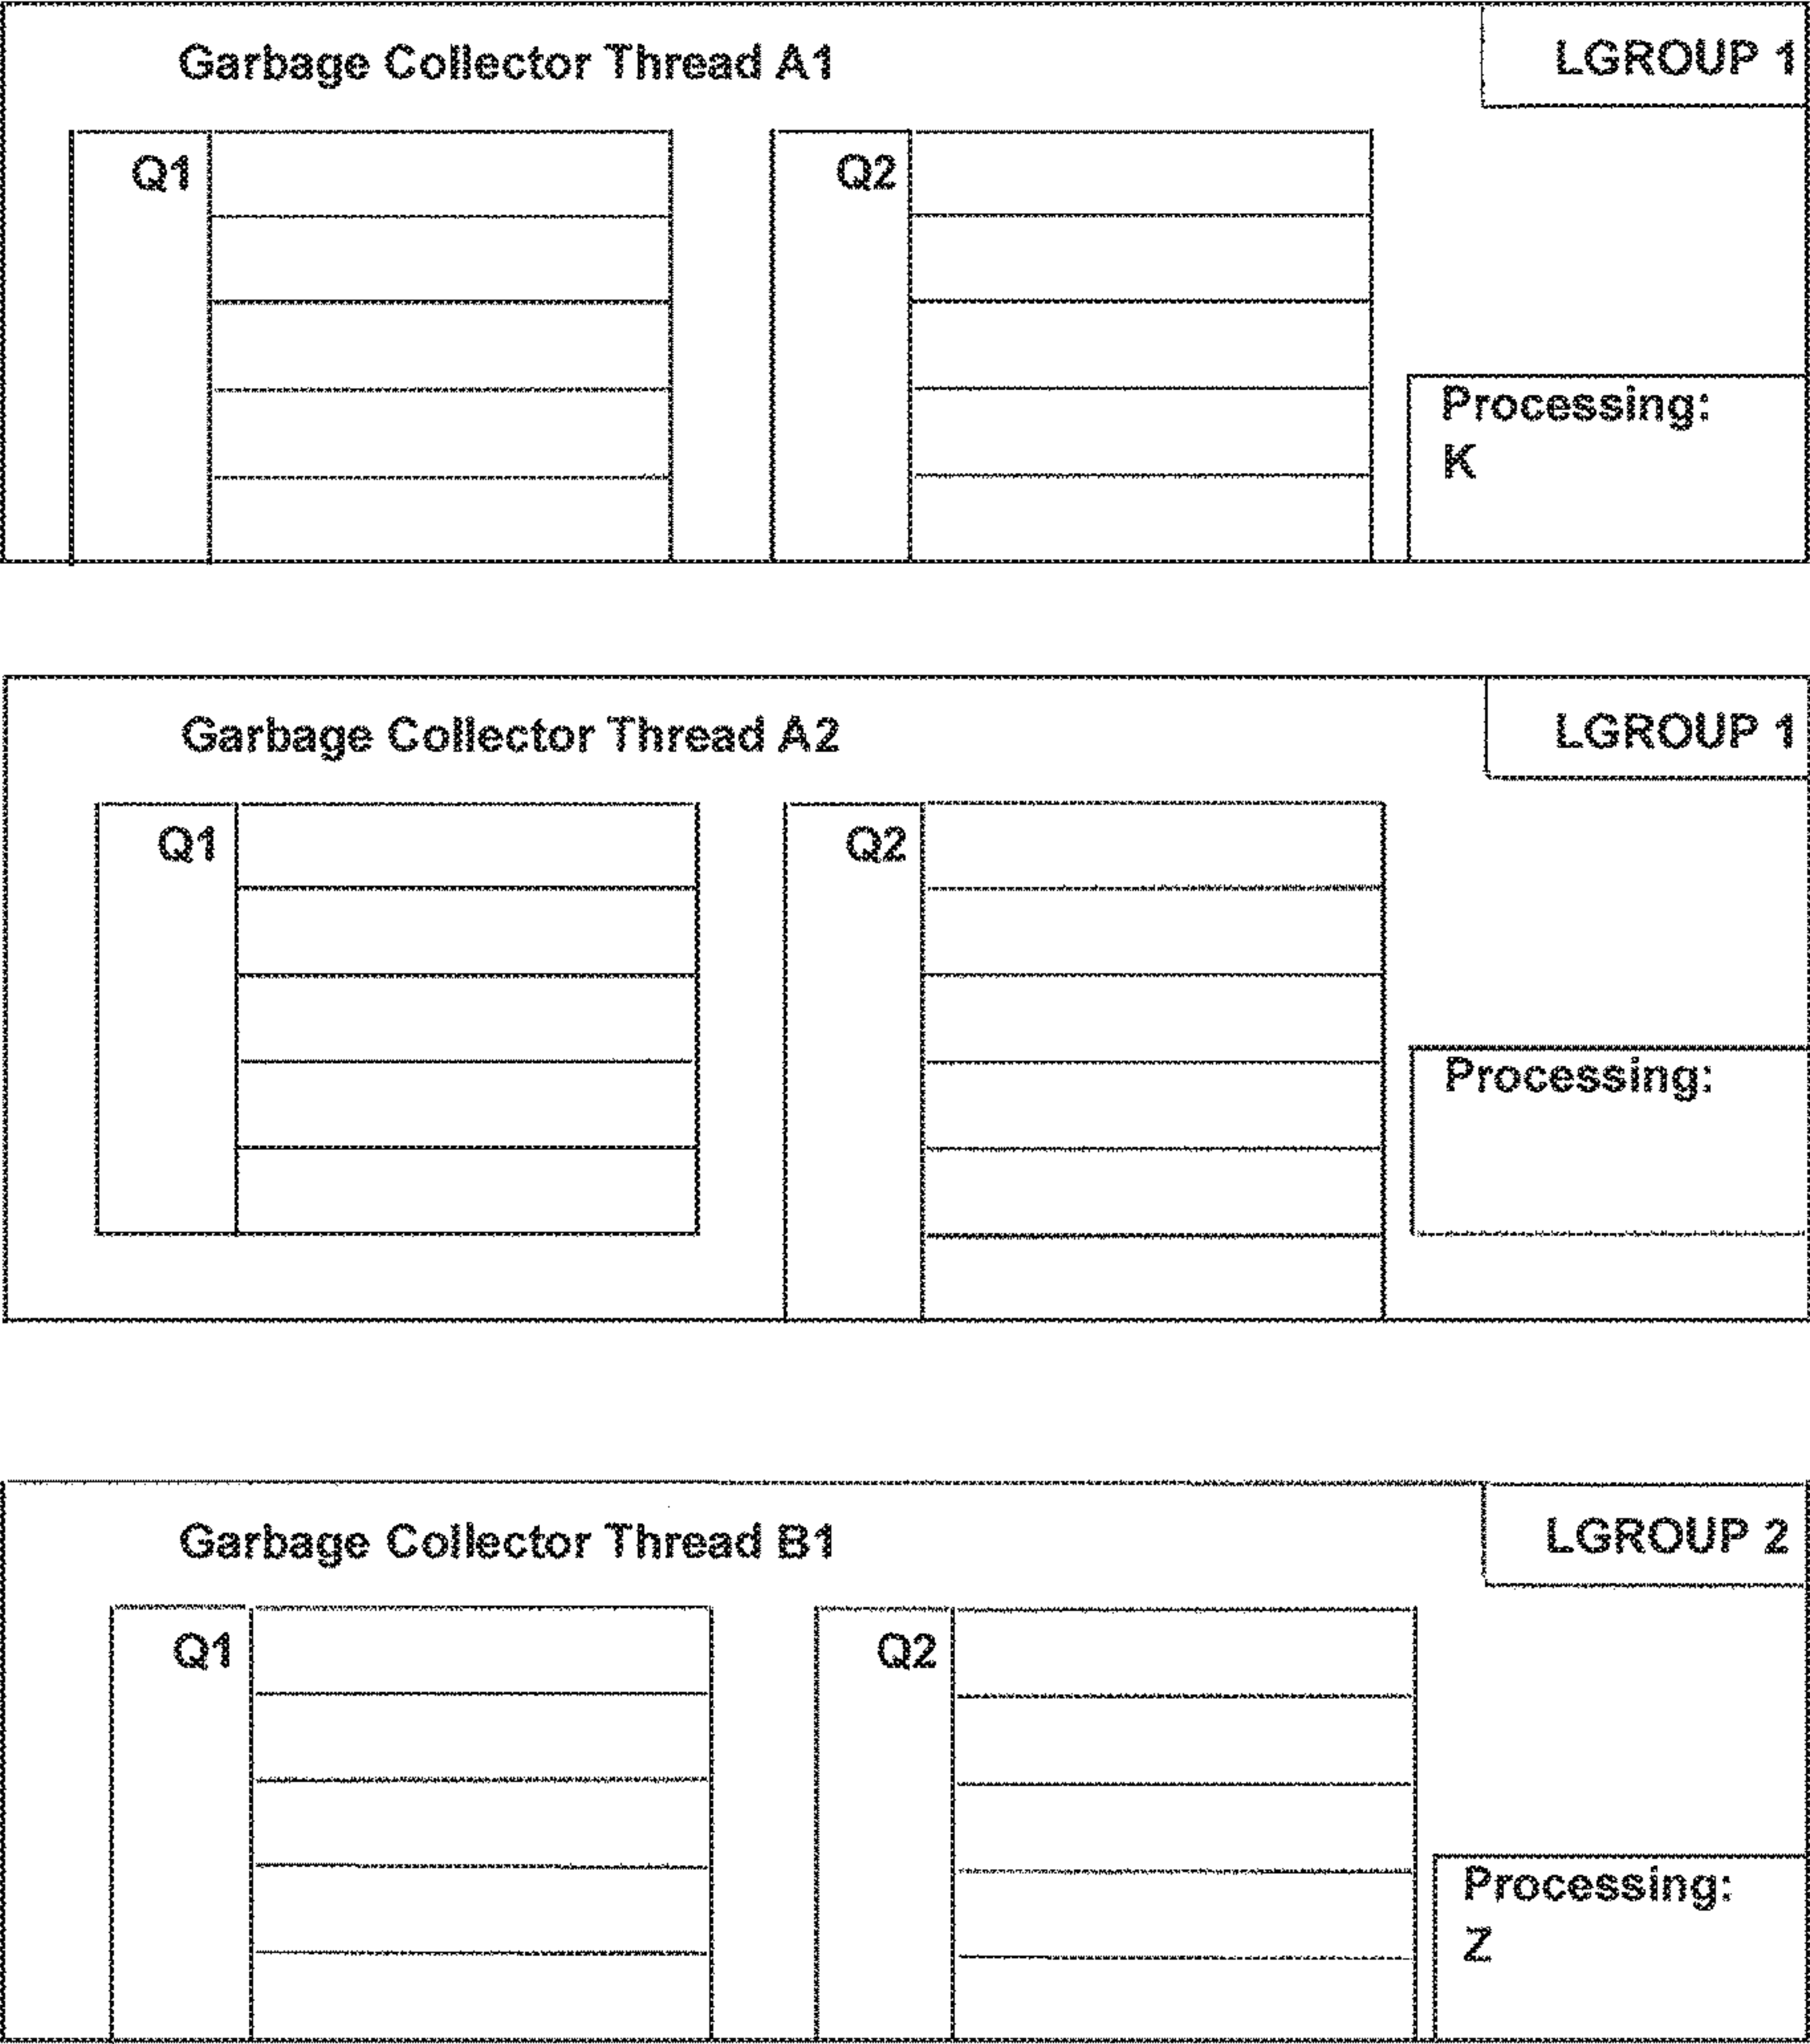 Garbage Collector Thread A1
LGROUP 1
Q1
Q2
Processing:
K
Garbage Collector Thread A2
LGROUP 1
Q1
Q2
Processing:
Garbage Collector Thread B1
LGROUP 2
Q1
Q2
Processing:
Z